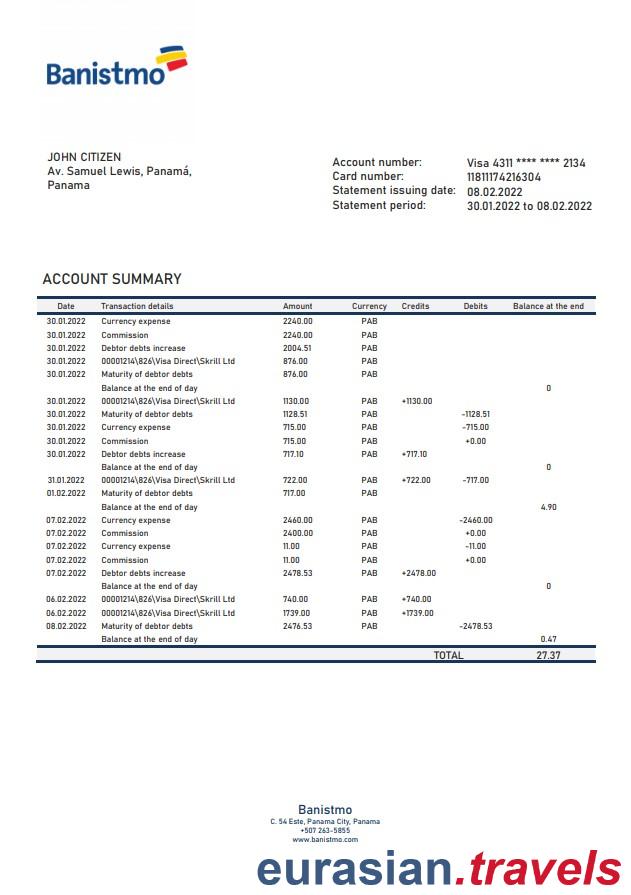 Banistmo
JOHN CITIZEN
Av. Samuel Lewis, Panamá,
Panama
Account number: Visa 4311 **** **** 2134
Card number: 11811174216304
Statement issuing date: 08.02.2022
Statement period: 30.01.2022 to 08.02.2022
ACCOUNT SUMMARY
Date Transaction details Amount Currency Credits Debits Balance at the end
30.01.2022 Currency expense 2240.00 PAB
30.01.2022 Commission 2240.00 PAB
30.01.2022 Debtor debts increase 2004.51 PAB
30.01.2022 00001214\826\Visa Direct\Skrill Ltd 876.00 PAB
30.01.2022 Maturity of debtor debts 876.00 PAB
Balance at the end of day 0
30.01.2022 00001214\826\Visa Direct\Skrill Ltd 1130.00 PAB +1130.00
30.01.2022 Maturity of debtor debts 1128.51 PAB -1128.51
30.01.2022 Currency expense 715.00 PAB -715.00
30.01.2022 Commission 715.00 PAB +0.00
30.01.2022 Debtor debts increase 717.10 PAB +717.10
Balance at the end of day 0
31.01.2022 00001214\826\Visa Direct\Skrill Ltd 722.00 PAB +722.00 -717.00
01.02.2022 Maturity of debtor debts 717.00 PAB
Balance at the end of day 4.90
07.02.2022 Currency expense 2460.00 PAB -2460.00
07.02.2022 Commission 2400.00 PAB +0.00
07.02.2022 Currency expense 11.00 PAB -11.00
07.02.2022 Commission 11.00 PAB +0.00
07.02.2022 Debtor debts increase 2478.53 PAB +2478.00
Balance at the end of day 0
06.02.2022 00001214\826\Visa Direct\Skrill Ltd 740.00 PAB +740.00
06.02.2022 00001214\826\Visa Direct\Skrill Ltd 1739.00 PAB +1739.00
08.02.2022 Maturity of debtor debts 2476.53 PAB -2478.53
Balance at the end of day 0.47
TOTAL 27.37
Banistmo
C. 54 Este, Panama City, Panama
+507 263-5855
www.banistmo.com
eurasian.travels